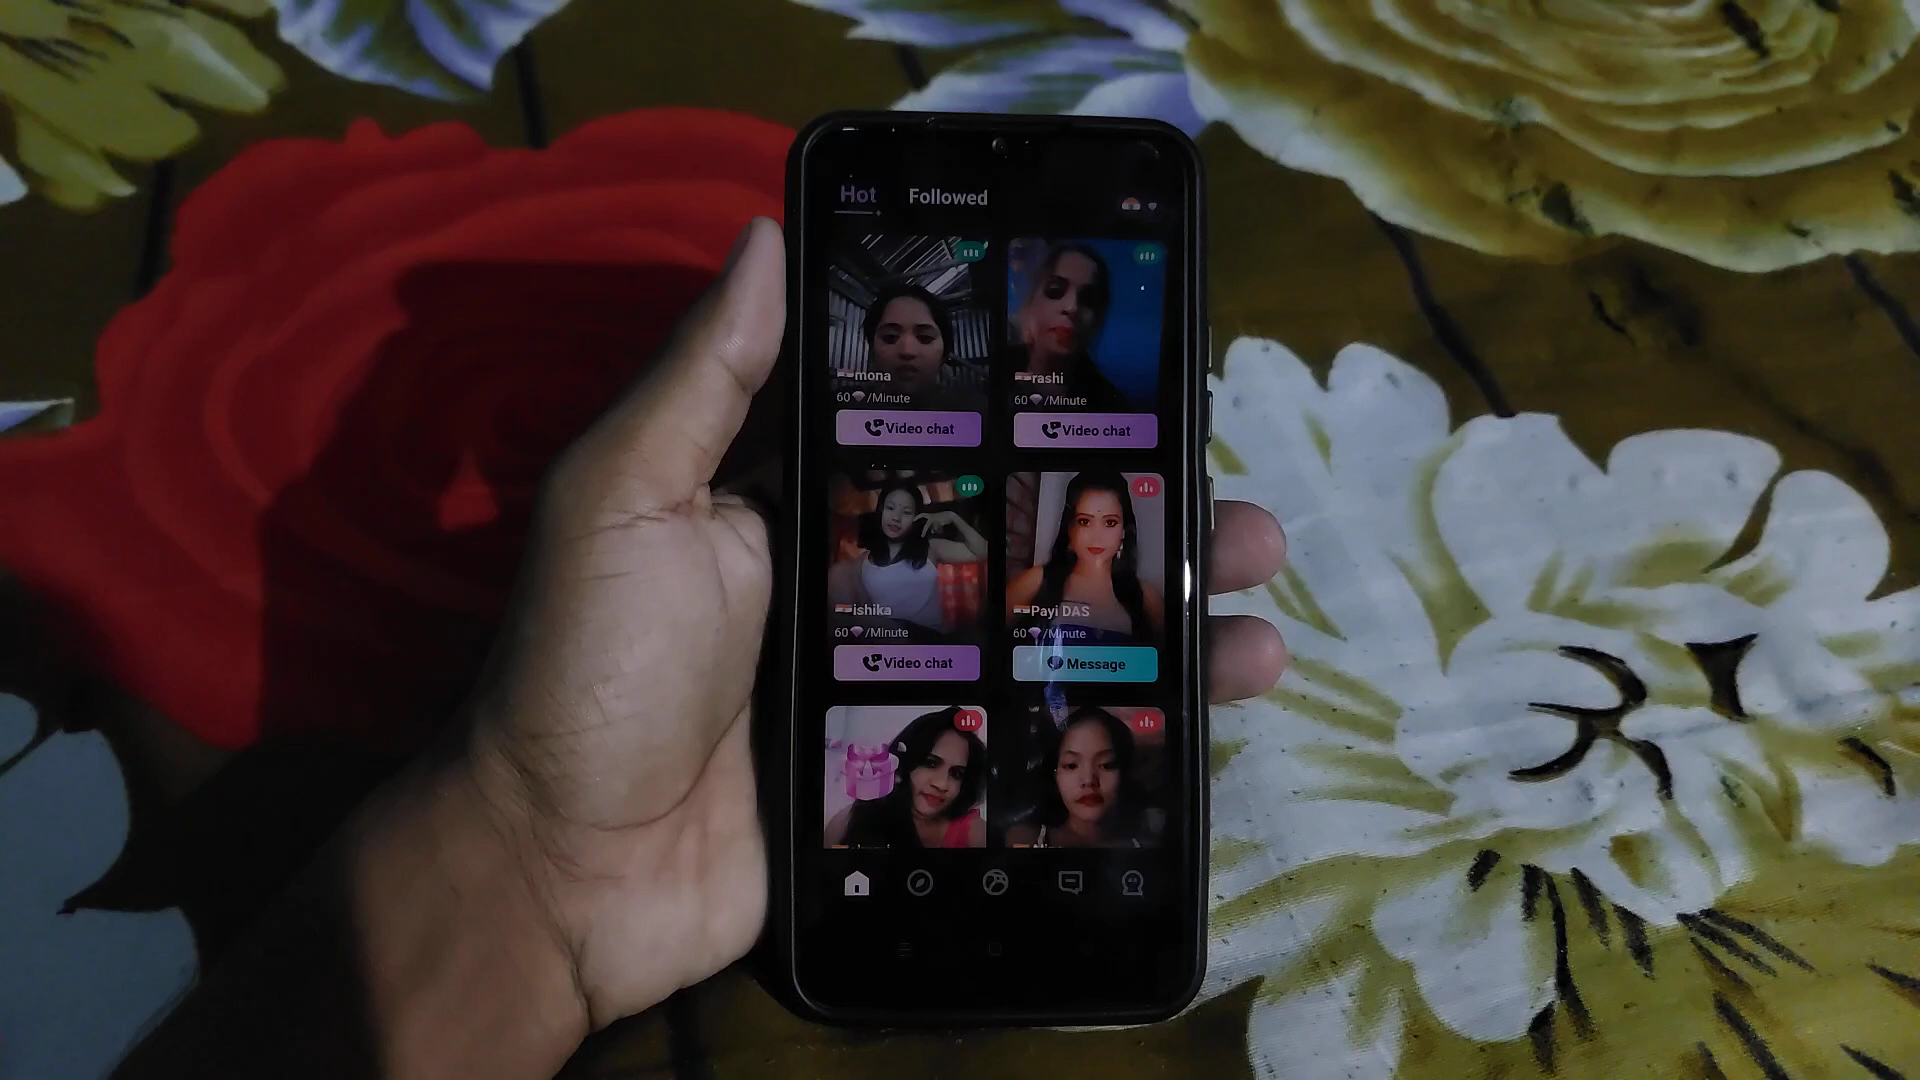 Hot Followed
mona
60 /Minute
Video chat
rashi
60 /Minute
Video chat
ishika
60 /Minute
Video chat
Payi DAS
60 /Minute
Message